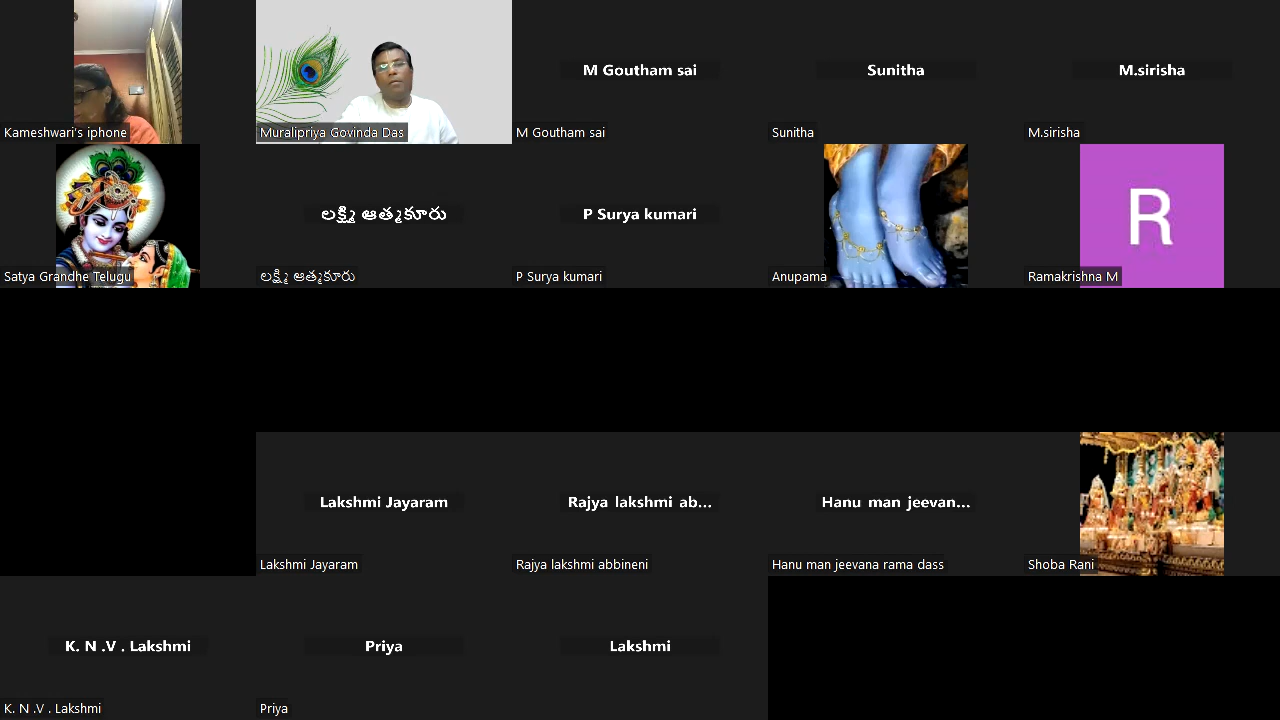 Kameshwari's iphone
Muralipriya Govinda Das
M Goutham sai
M Goutham sai
Sunitha
Sunitha
M.sirisha
M.sirisha
Satya Grandhe Telugu
లక్ష్మి ఆత్మకూరు
లక్ష్మి ఆత్మకూరు
P Surya kumari
P Surya kumari
Anupama
R
Ramakrishna M
Lakshmi Jayaram
Lakshmi Jayaram
Rajya lakshmi ab...
Rajya lakshmi abbineni
Hanu man jeevan...
Hanu man jeevana rama dass
Shoba Rani
K. N .V . Lakshmi
K. N .V . Lakshmi
Priya
Priya
Lakshmi